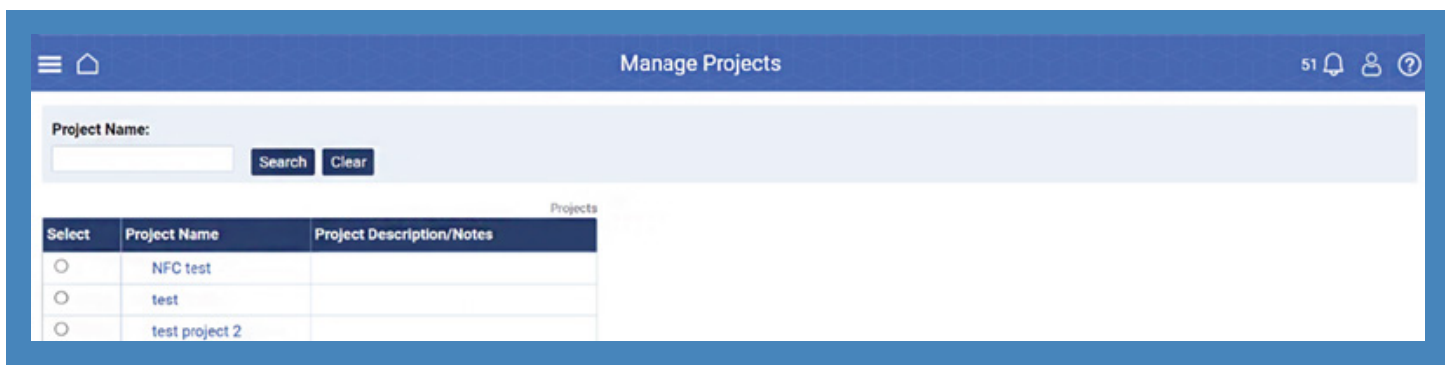 Manage Projects
51
Project Name:
Search Clear
Projects
Select Project Name Project Description/Notes
NFC test
test
test project 2